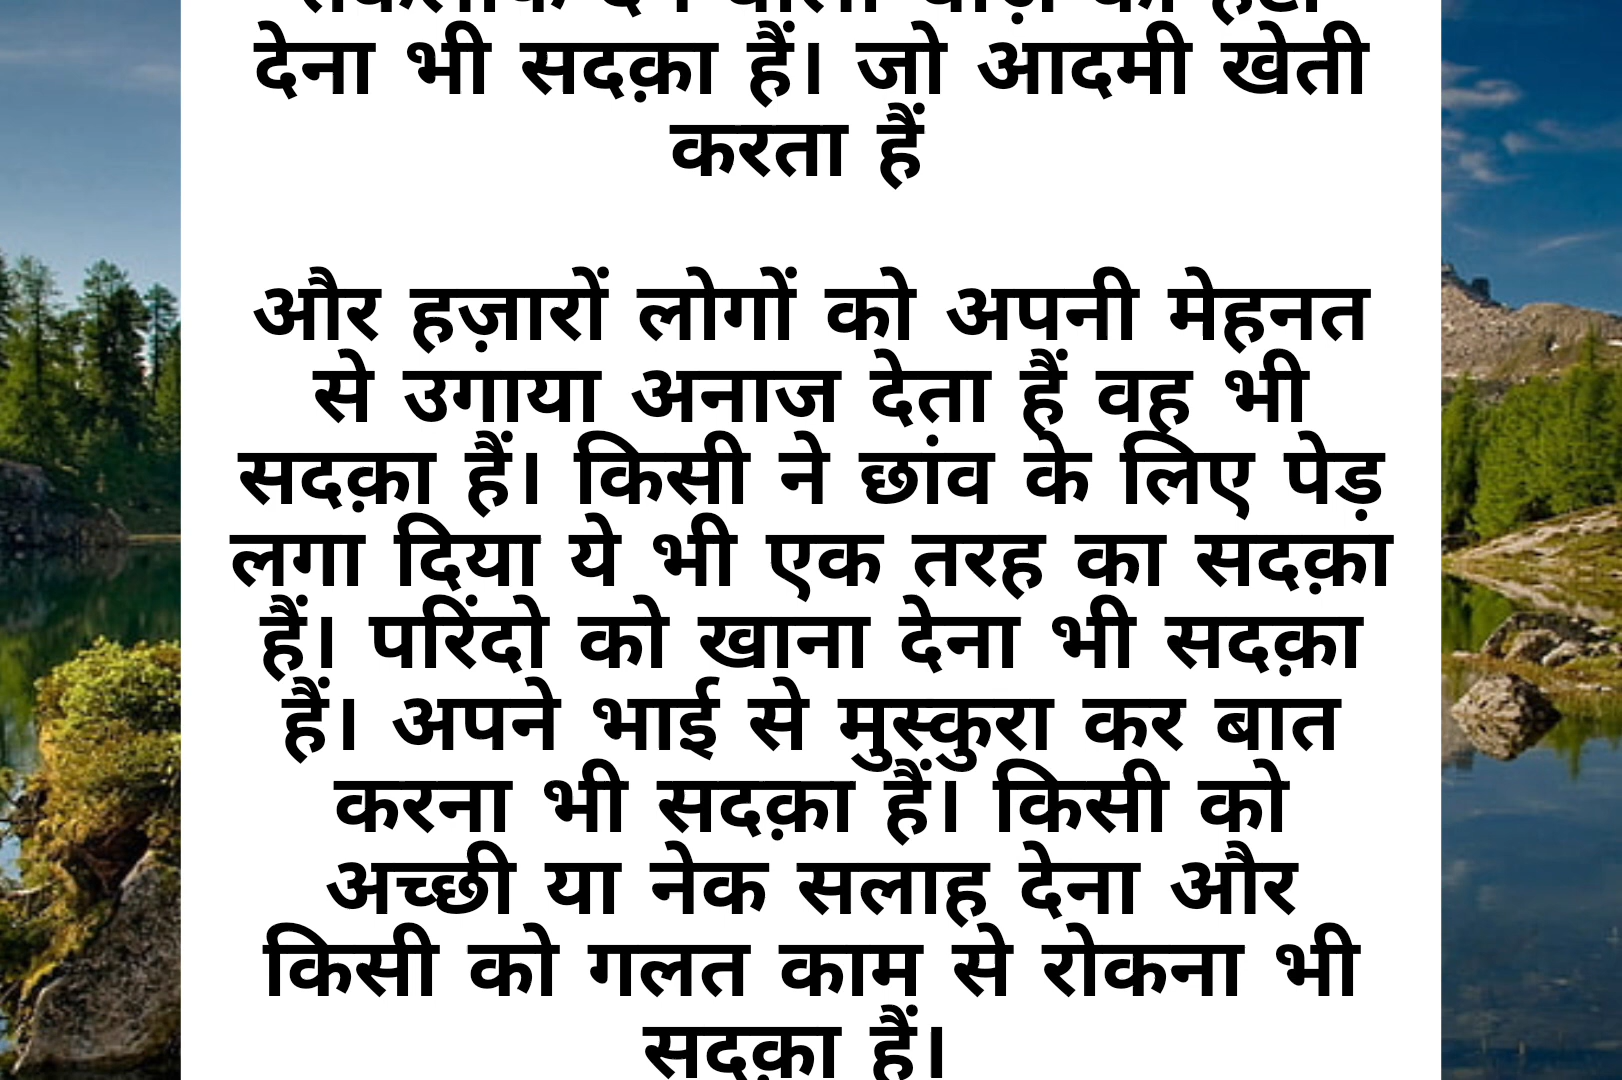 देना भी सदक़ा हैं। जो आदमी खेती
करता हैं
और हज़ारों लोगों को अपनी मेहनत
से उगाया अनाज देता हैं वह भी
सदक़ा हैं। किसी ने छांव के लिए पेड़
लगा दिया ये भी एक तरह का सदक़ा
हैं। परिंदो को खाना देना भी सदक़ा
हैं। अपने भाई से मुस्कुरा कर बात
करना भी सदक़ा हैं। किसी को
अच्छी या नेक सलाह देना और
किसी को गलत काम से रोकना भी
सदक़ा हैं।